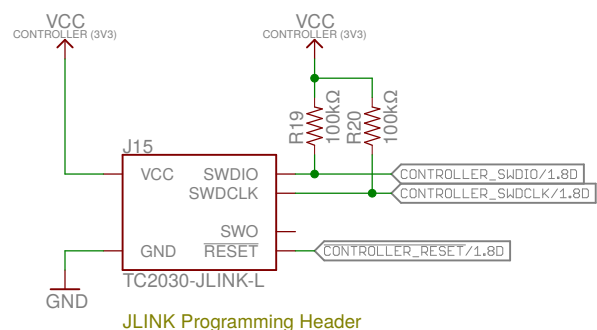 VCC
CONTROLLER (3V3)
VCC
CONTROLLER (3V3)
R19
100kΩ
R20
100kΩ
J15
VCC
SWDIO
CONTROLLER_SWDIO/1.8D
SWDCLK
CONTROLLER_SWDCLK/1.8D
SWO
GND
RESET
CONTROLLER_RESET/1.8D
TC2030-JLINK-L
GND
JLINK Programming Header